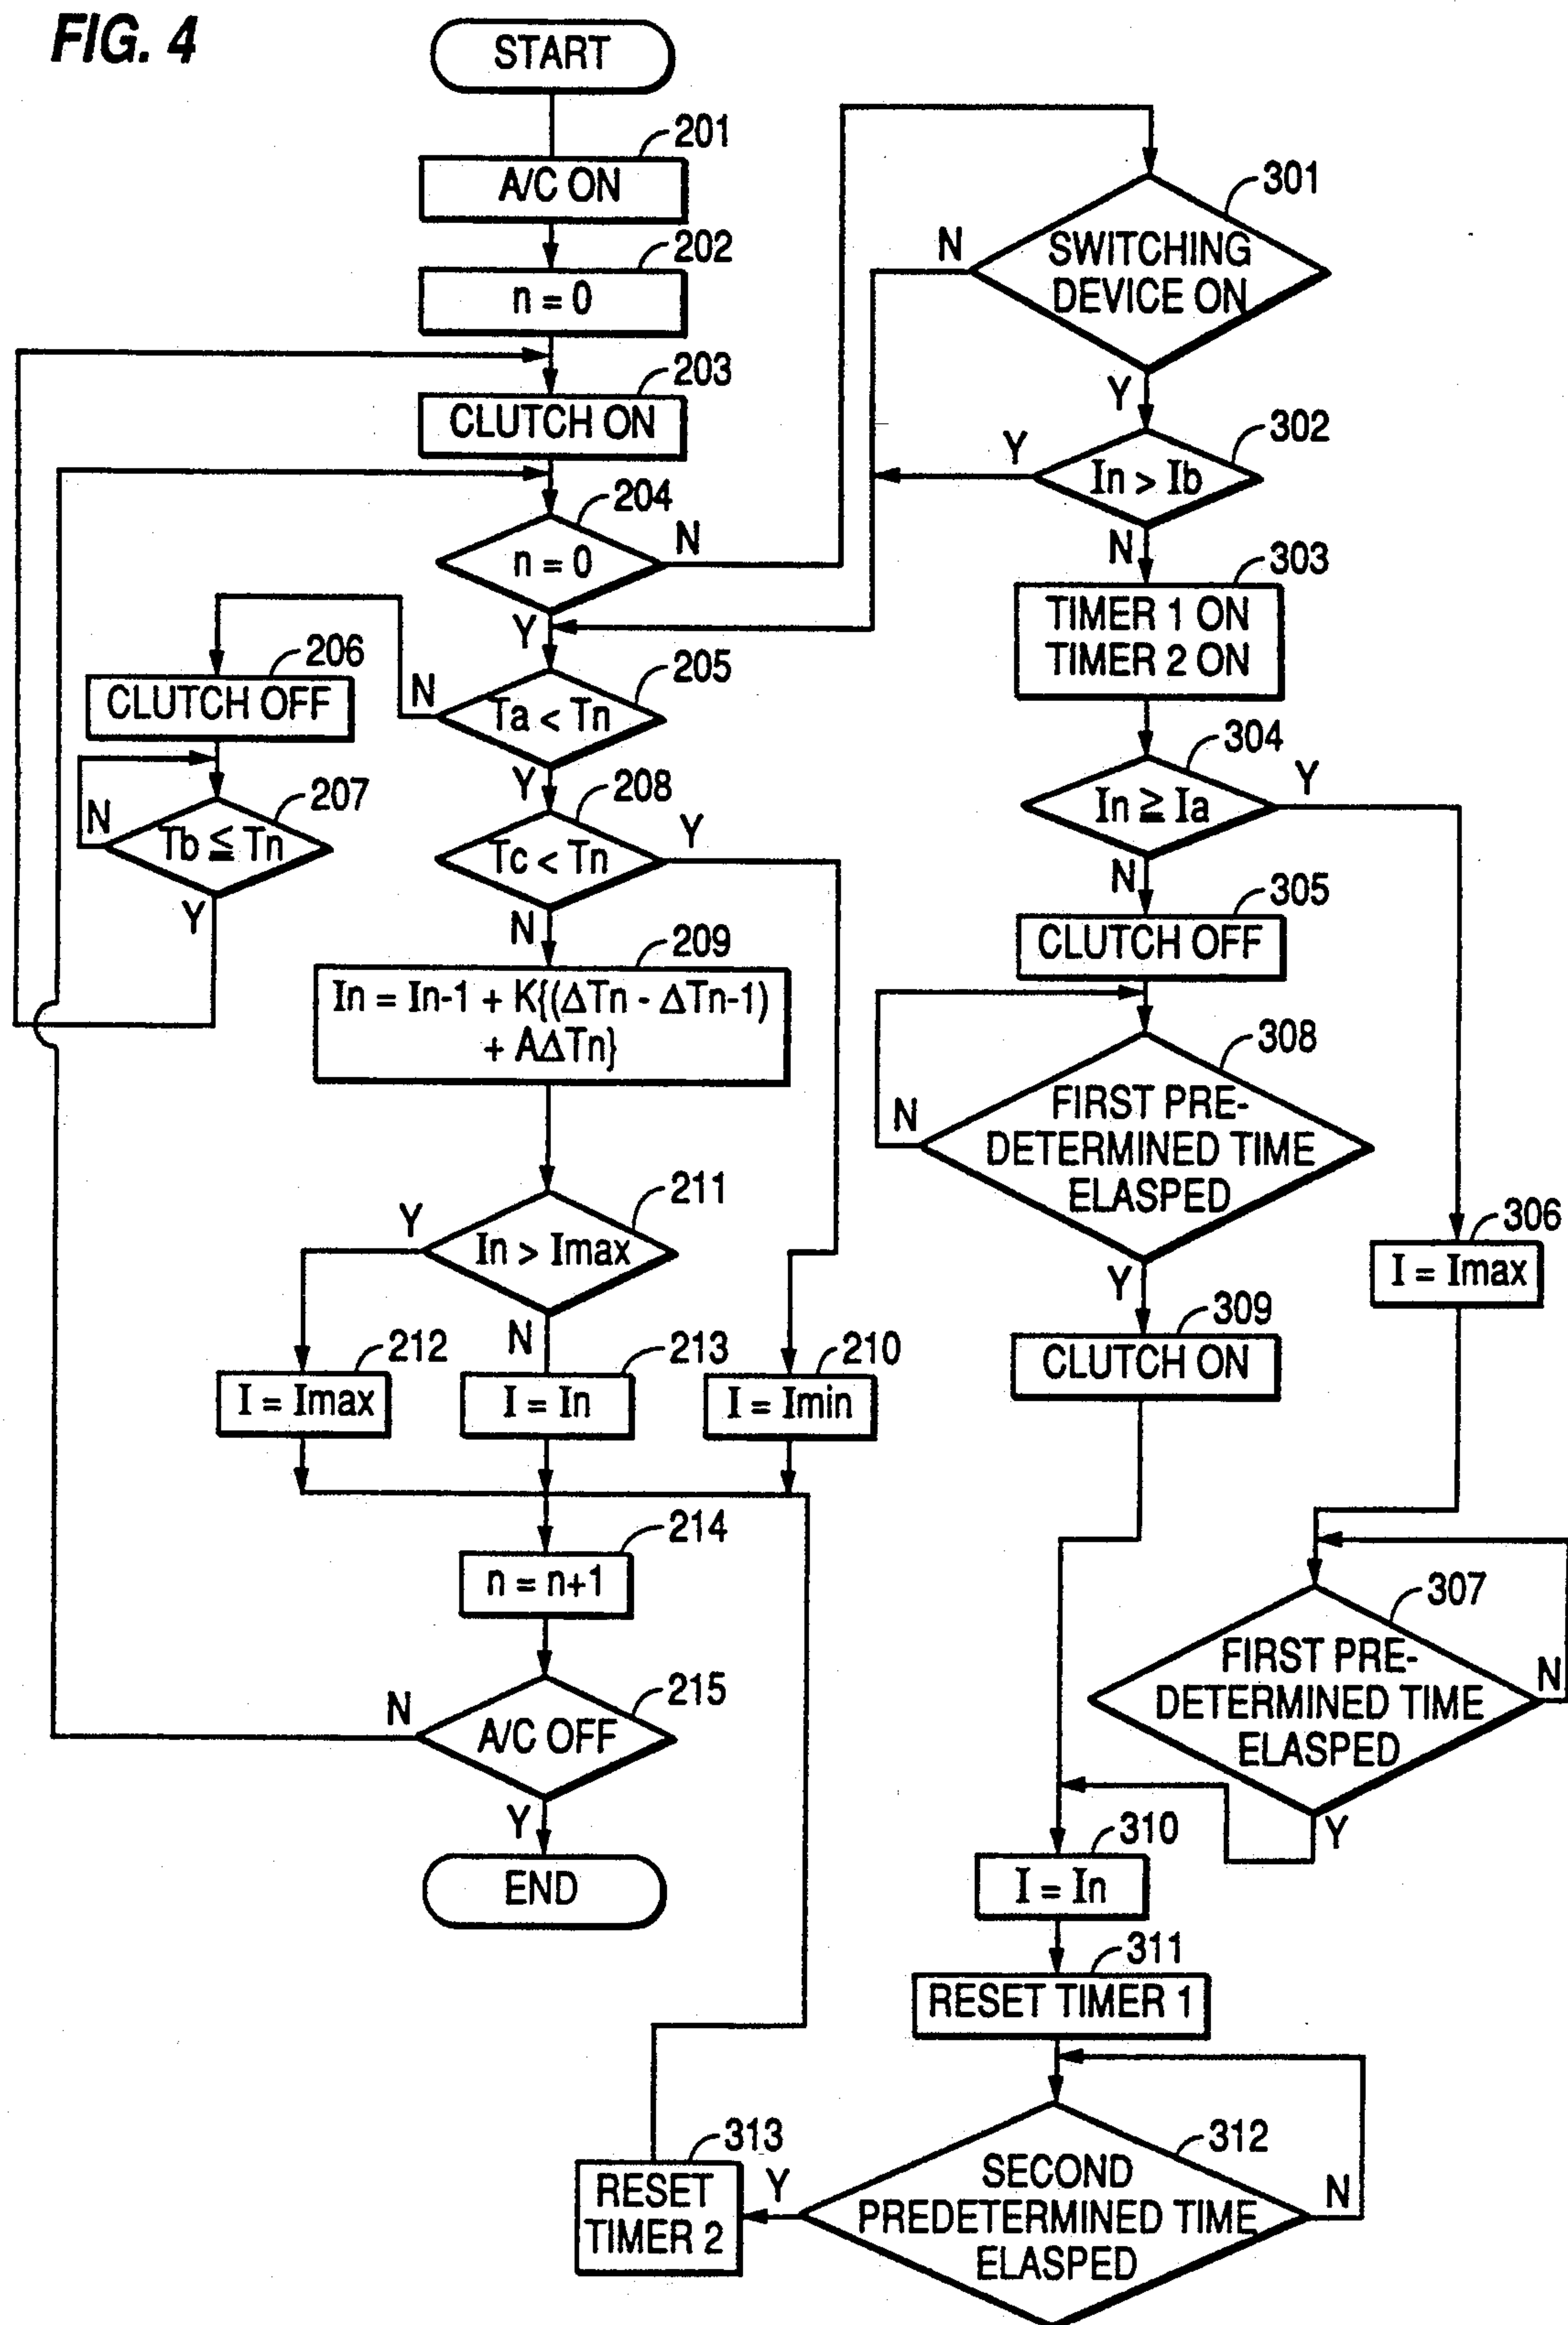 FIG. 4
START
201
A/C ON
202
n = 0
203
CLUTCH ON
204
n = 0
N
Y
205
Ta < Tn
N
Y
206
CLUTCH OFF
207
Tb ≦ Tn
N
Y
208
Tc < Tn
Y
N
209
In = In-1 + K{(ΔTn - ΔTn-1)
+ AΔTn}
211
In > Imax
Y
N
212
I = Imax
213
I = In
210
I = Imin
214
n = n+1
215
A/C OFF
N
Y
END
301
SWITCHING
DEVICE ON
N
Y
302
In > Ib
Y
N
303
TIMER 1 ON
TIMER 2 ON
304
In ≧ Ia
Y
N
305
CLUTCH OFF
308
FIRST PRE-
DETERMINED TIME
ELASPED
N
Y
306
I = Imax
309
CLUTCH ON
307
FIRST PRE-
DETERMINED TIME
ELASPED
N
Y
310
I = In
311
RESET TIMER 1
312
SECOND
PREDETERMINED TIME
ELASPED
N
Y
313
RESET
TIMER 2